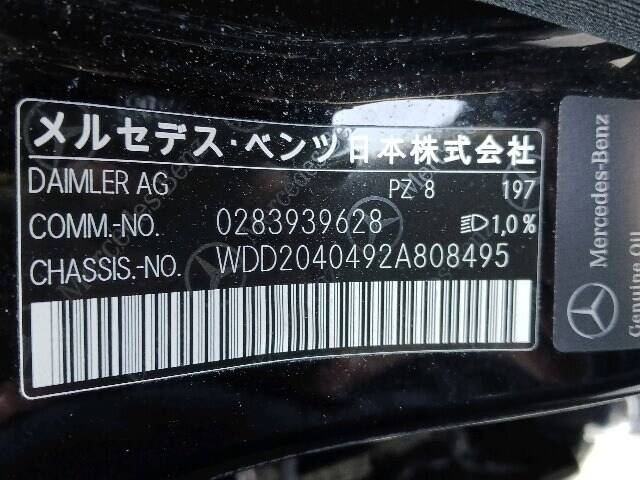 メルセデス・ベンツ日本株式会社
DAIMLER AG PZ 8 197
COMM.-NO. 0283939628 1,0%
CHASSIS.-NO. WDD2040492A808495
Mercedes-Benz
Genuine Oil